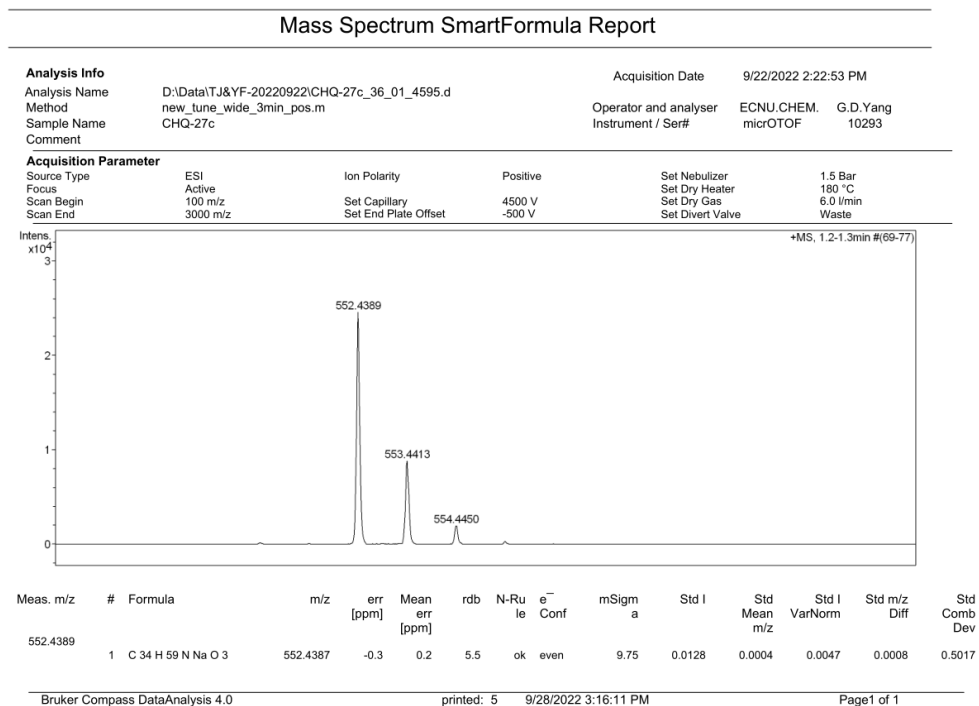 Mass Spectrum SmartFormula Report
Analysis Info
Acquisition Date 9/22/2022 2:22:53 PM
Analysis Name D:\Data\TJ&YF-20220922\CHQ-27c_36_01_4595.d
Method new_tune_wide_3min_pos.m
Operator and analyser ECNU.CHEM. G.D.Yang
Sample Name CHQ-27c
Instrument / Ser# micrOTOF 10293
Comment
Acquisition Parameter
Source Type ESI Ion Polarity Positive Set Nebulizer 1.5 Bar
Focus Active Set Dry Heater 180 °C
Scan Begin 100 m/z Set Capillary 4500 V Set Dry Gas 6.0 l/min
Scan End 3000 m/z Set End Plate Offset -500 V Set Divert Valve Waste
Intens.
x10^4
+MS, 1.2-1.3min #(69-77)
3
552.4389
2
1
553.4413
554.4450
0
Meas. m/z # Formula m/z err Mean rdb N-Ru e¯ mSigm Std I Std Std I Std m/z Std
[ppm] err le Conf a Mean VarNorm Diff Comb
[ppm] m/z Dev
552.4389
1 C 34 H 59 N Na O 3 552.4387 -0.3 0.2 5.5 ok even 9.75 0.0128 0.0004 0.0047 0.0008 0.5017
Bruker Compass DataAnalysis 4.0 printed: 5 9/28/2022 3:16:11 PM Page1 of 1